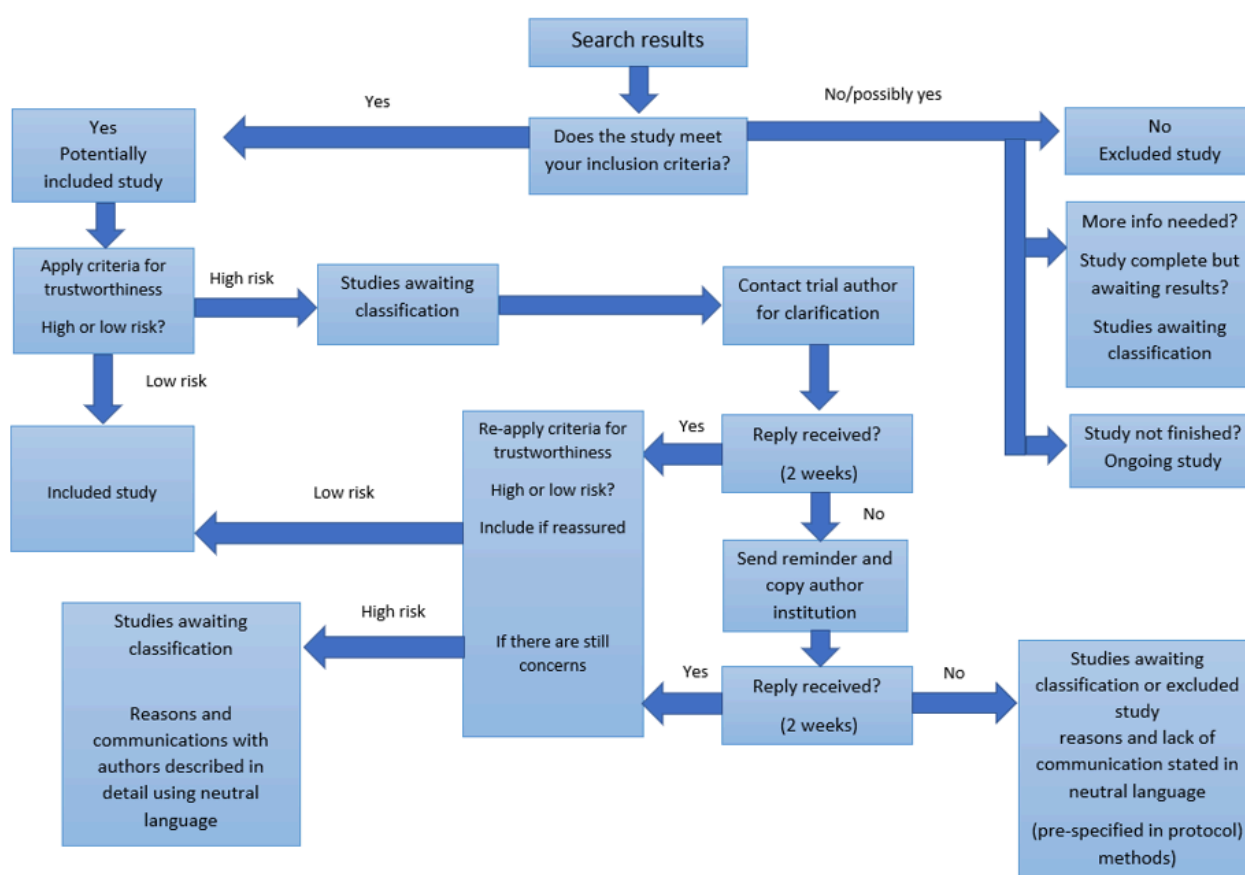 Search results
Yes
No/possibly yes
Yes
Potentially
included study
Does the study meet
your inclusion criteria?
No
Excluded study
More info needed?
Study complete but
awaiting results?
Studies awaiting
classification
Apply criteria for
trustworthiness
High or low risk?
High risk
Studies awaiting
classification
Contact trial author
for clarification
Low risk
Included study
Re-apply criteria for
trustworthiness
High or low risk?
Include if reassured
If there are still
concerns
Yes
Reply received?
(2 weeks)
Study not finished?
Ongoing study
Low risk
No
Send reminder and
copy author
institution
High risk
Studies awaiting
classification
Reasons and
communications with
authors described in
detail using neutral
language
Yes
Reply received?
(2 weeks)
No
Studies awaiting
classification or excluded
study
reasons and lack of
communication stated in
neutral language
(pre-specified in protocol)
methods)